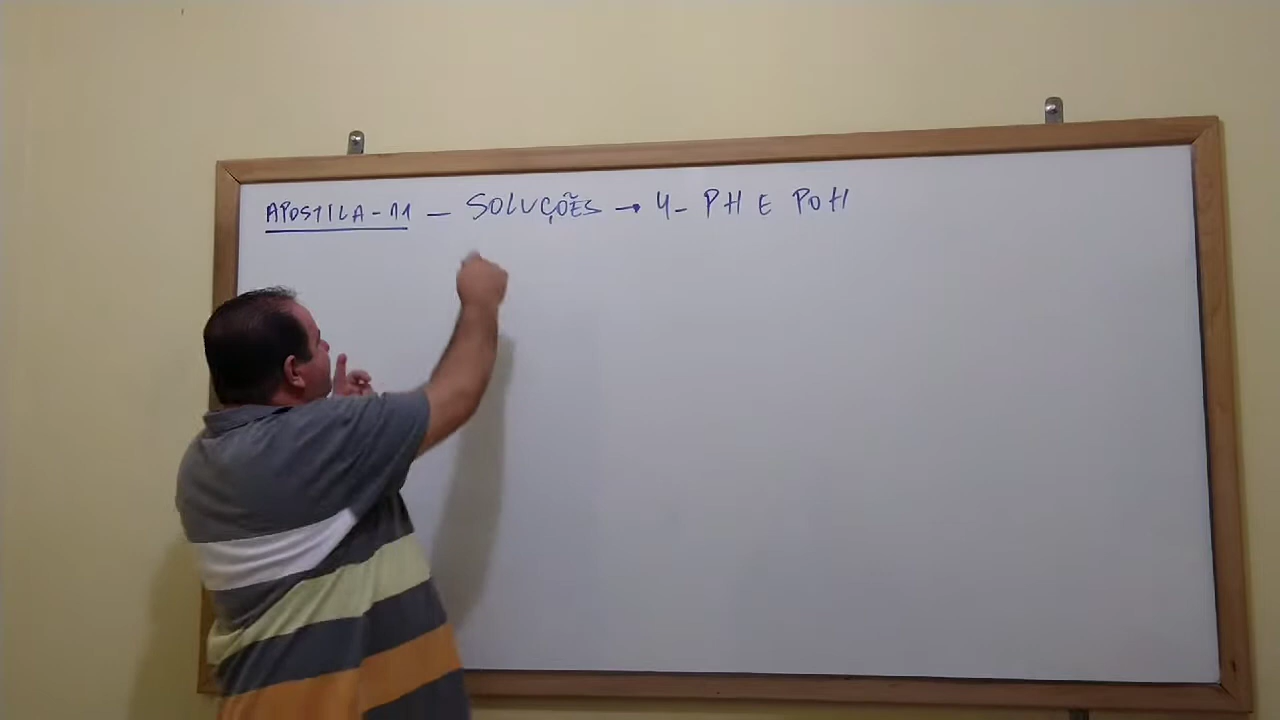 APOSTILA - 11 — SOLUÇÕES → 4 - PH E POH